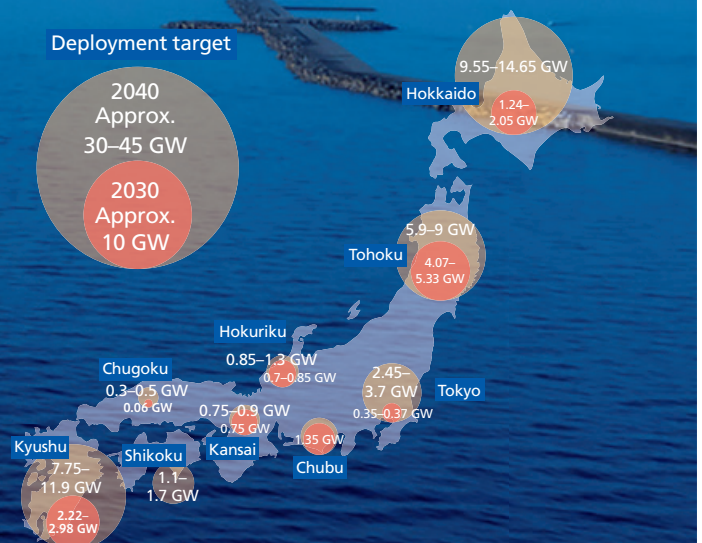 Deployment target
2040
Approx.
30–45 GW
2030
Approx.
10 GW
9.55–14.65 GW
Hokkaido
1.24–
2.05 GW
5.9–9 GW
Tohoku
4.07–
5.33 GW
Hokuriku
0.85–1.3 GW
0.7–0.85 GW
Chugoku
0.3–0.5 GW
0.06 GW
2.45–
3.7 GW
Tokyo
0.35–0.37 GW
0.75–0.9 GW
0.75 GW
Kansai
1.35 GW
Chubu
Kyushu
7.75–
11.9 GW
2.22–
2.98 GW
Shikoku
1.1–
1.7 GW